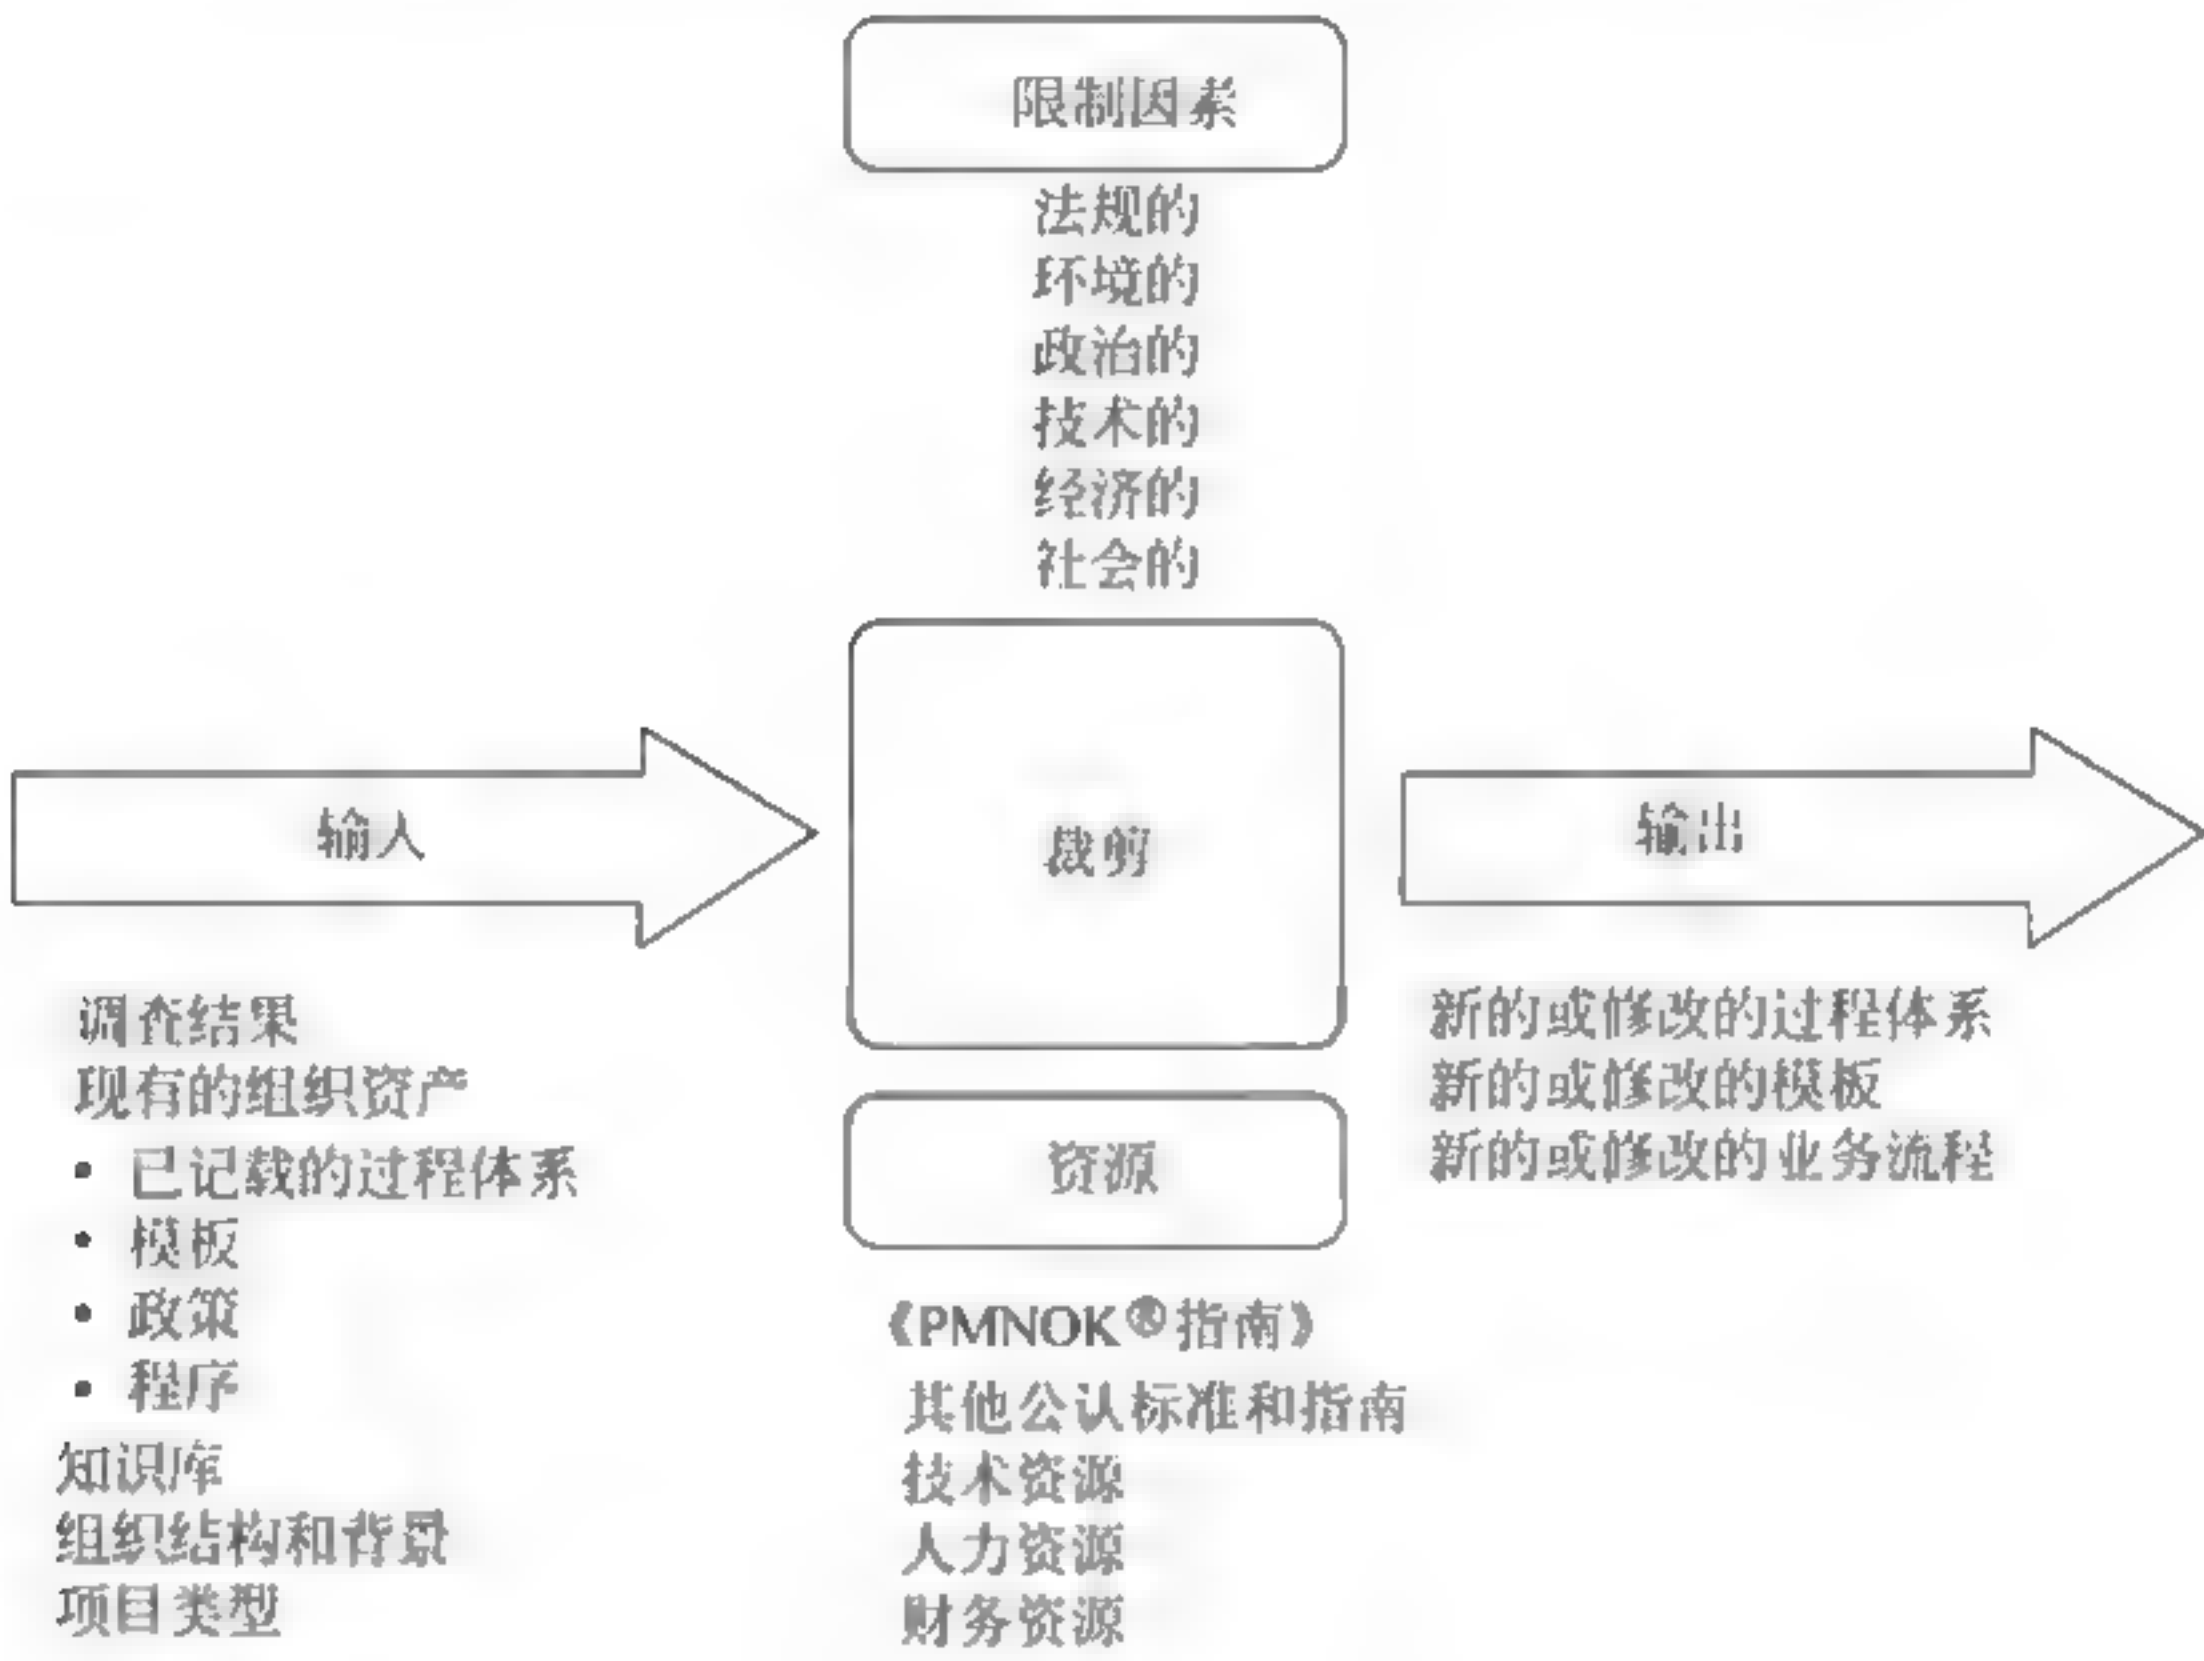 限制因素
法规的
环境的
政治的
技术的
经济的
社会的
输入
裁剪
输出
调查结果
现有的组织资产
• 已记载的过程体系
• 模板
• 政策
• 程序
知识库
组织结构和背景
项目类型
资源
《PMNOK®指南》
其他公认标准和指南
技术资源
人力资源
财务资源
新的或修改的过程体系
新的或修改的模板
新的或修改的业务流程